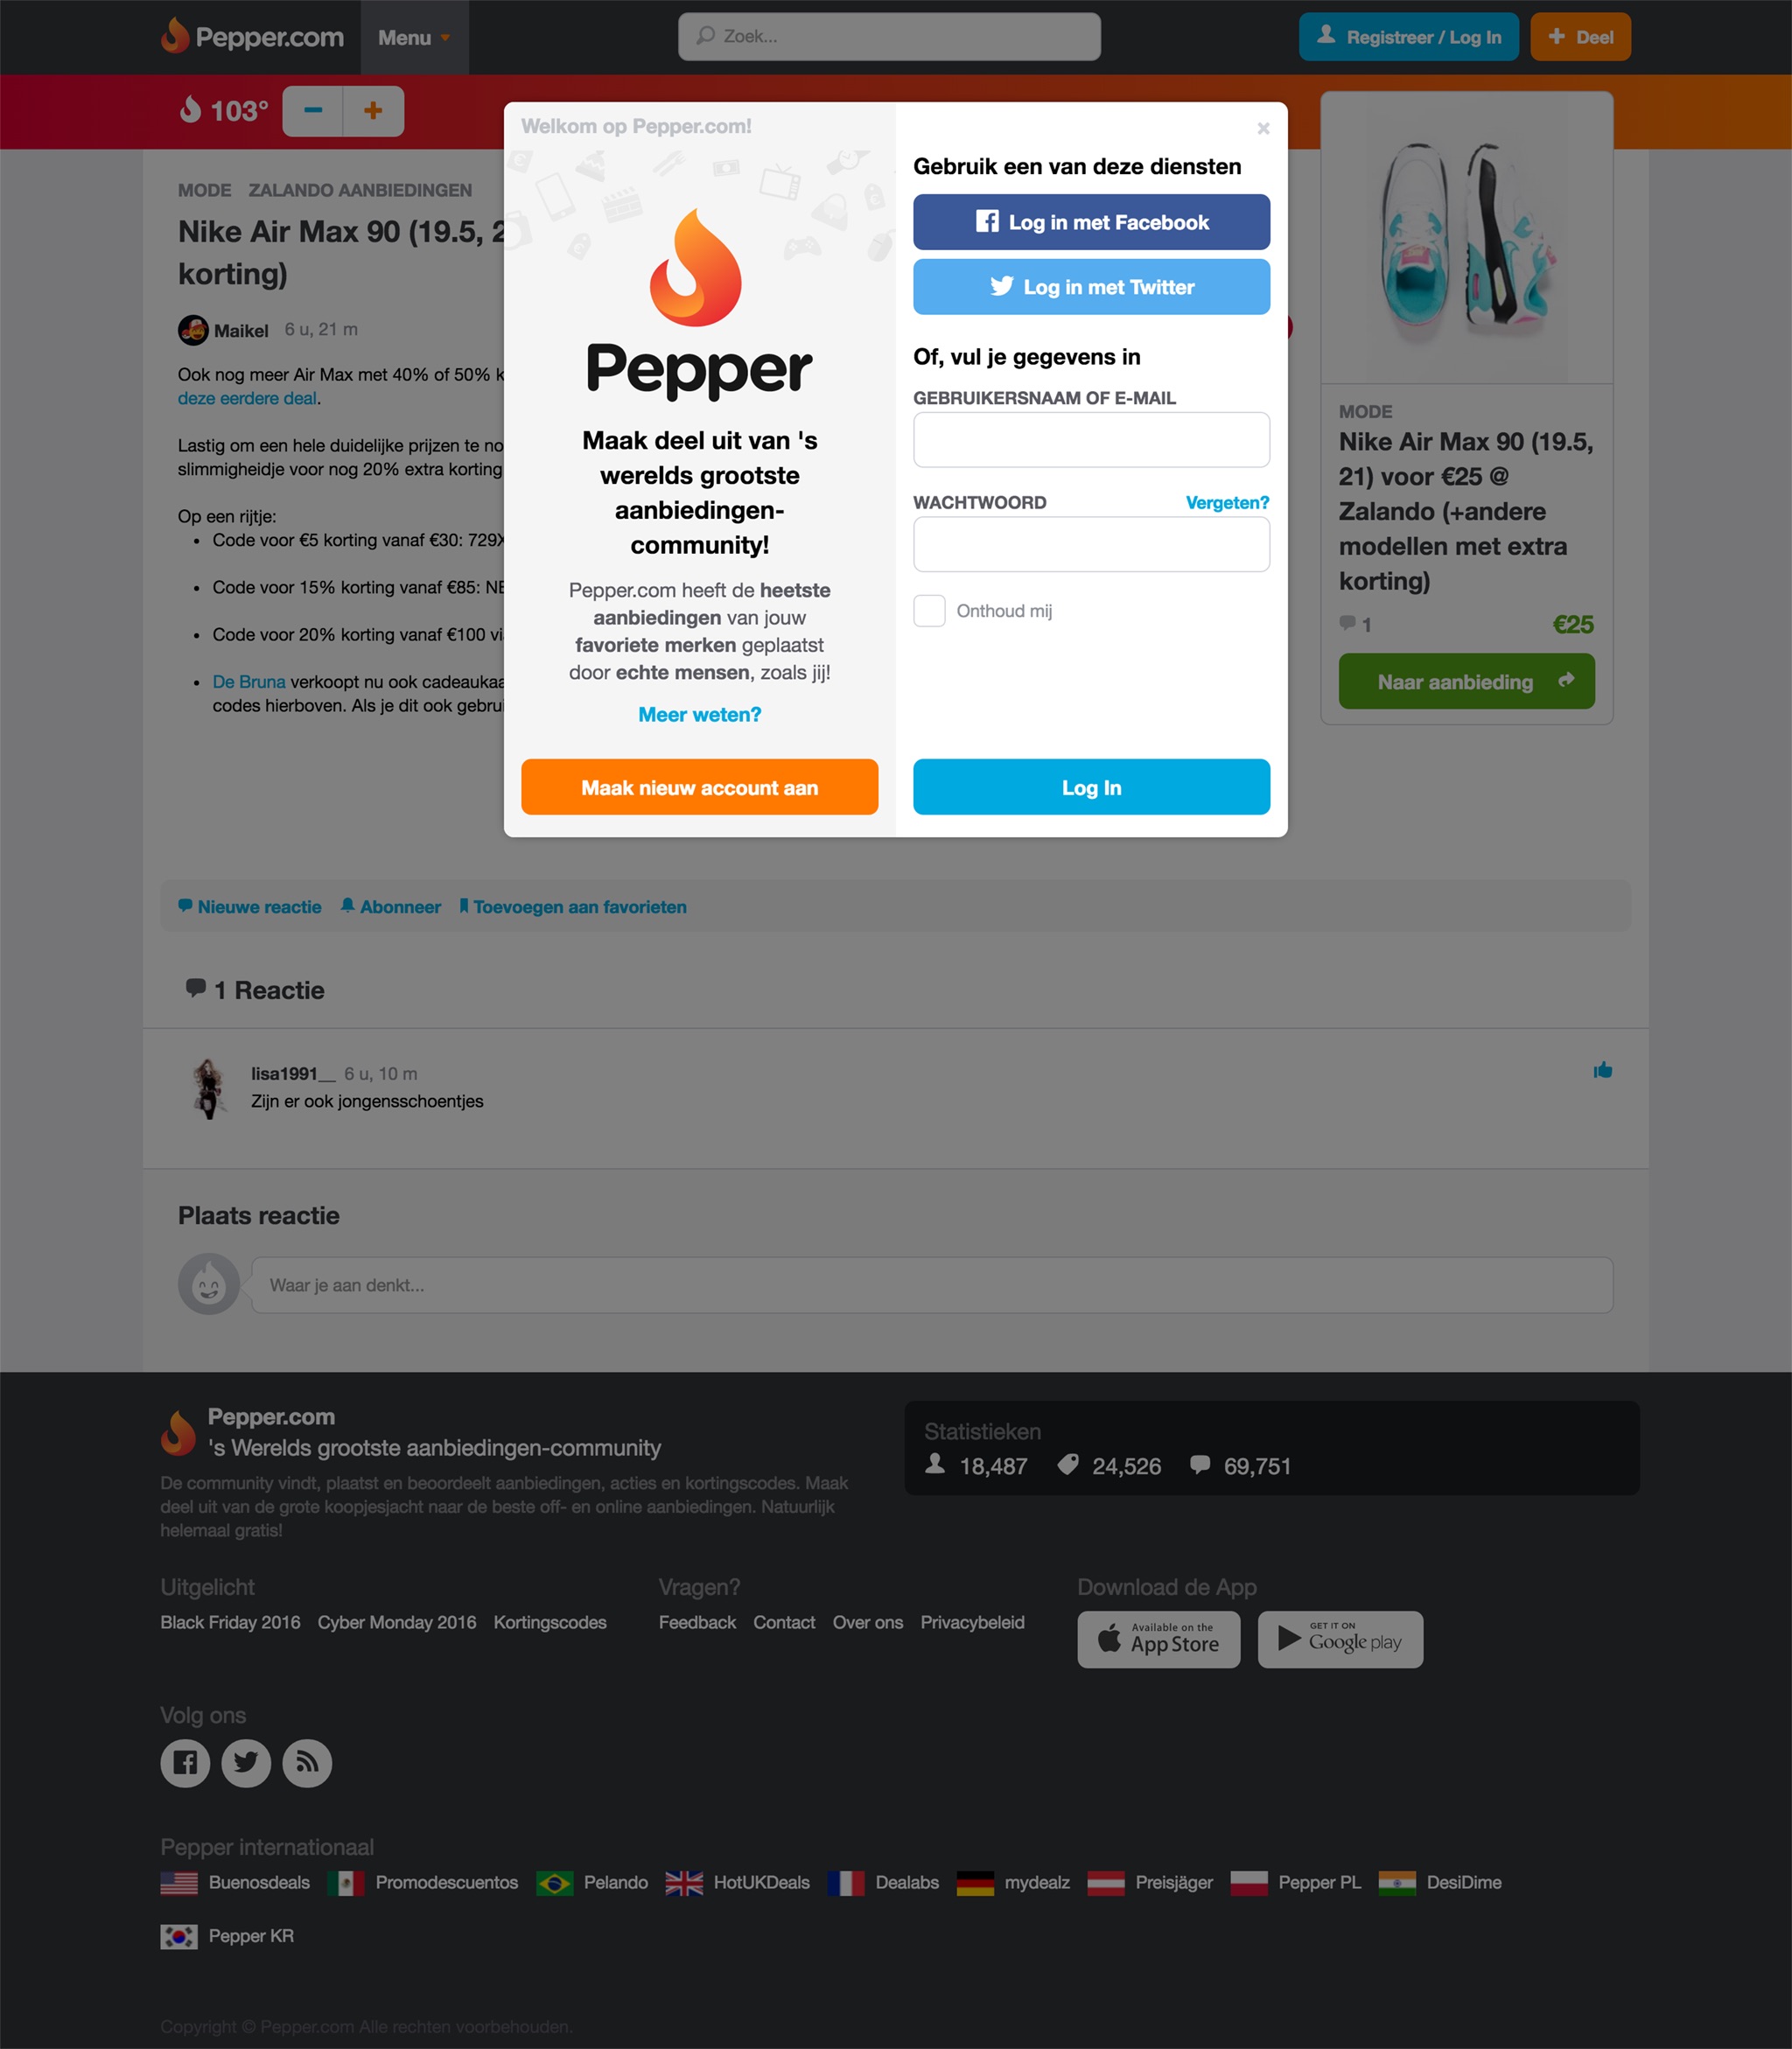 Pepper.com
Menu
Zoek...
Registreer / Log In
Deel
103°
MODE ZALANDO AANBIEDINGEN
Nike Air Max 90 (19.5, 2
korting)
Maikel 6 u, 21 m
Ook nog meer Air Max met 40% of 50% k
deze eerdere deal.
Lastig om een hele duidelijke prijzen te no
slimmigheidje voor nog 20% extra korting
Op een rijtje:
Code voor €5 korting vanaf €30: 729X
Code voor 15% korting vanaf €85: NE
Code voor 20% korting vanaf €100 vi
De Bruna verkoopt nu ook cadeaukaa
codes hierboven. Als je dit ook gebrui
Welkom op Pepper.com!
Pepper
Maak deel uit van 's
werelds grootste
aanbiedingen-
community!
Pepper.com heeft de heetste
aanbiedingen van jouw
favoriete merken geplaatst
door echte mensen, zoals jij!
Meer weten?
Maak nieuw account aan
Gebruik een van deze diensten
Log in met Facebook
Log in met Twitter
Of, vul je gegevens in
GEBRUIKERSNAAM OF E-MAIL
WACHTWOORD Vergeten?
Onthoud mij
Log In
MODE
Nike Air Max 90 (19.5,
21) voor €25 @
Zalando (+andere
modellen met extra
korting)
1 €25
Naar aanbieding
Nieuwe reactie Abonneer Toevoegen aan favorieten
1 Reactie
lisa1991__ 6 u, 10 m
Zijn er ook jongensschoentjes
Plaats reactie
Waar je aan denkt...
Pepper.com
's Werelds grootste aanbiedingen-community
De community vindt, plaatst en beoordeelt aanbiedingen, acties en kortingscodes. Maak
deel uit van de grote koopjesjacht naar de beste off- en online aanbiedingen. Natuurlijk
helemaal gratis!
Statistieken
18,487 24,526 69,751
Uitgelicht
Black Friday 2016 Cyber Monday 2016 Kortingscodes
Vragen?
Feedback Contact Over ons Privacybeleid
Download de App
Available on the
App Store
GET IT ON
Google play
Volg ons
Pepper internationaal
Buenosdeals Promodescuentos Pelando HotUKDeals Dealabs mydealz Preisjäger Pepper PL DesiDime
Pepper KR
Copyright © Pepper.com Alle rechten voorbehouden.